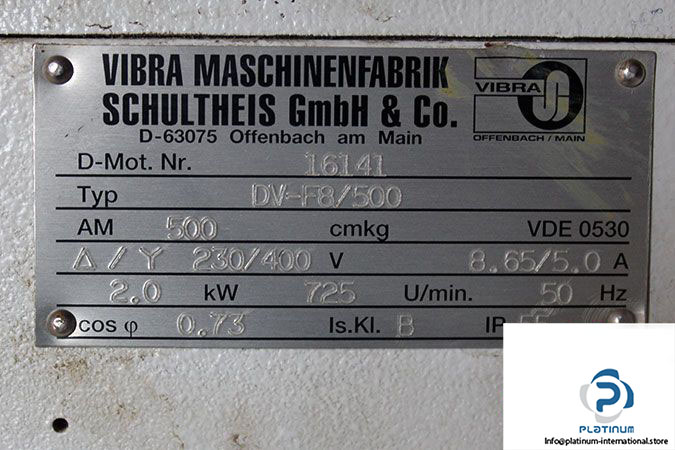 VIBRA MASCHINENFABRIK
SCHULTHEIS GmbH & Co.
D-63075 Offenbach am Main
VIBRA
OFFENBACH / MAIN
D-Mot. Nr. 16141
Typ DV-F8/500
AM 500 cmkg VDE 0530
Δ / Y 230/400 V 8.65/5.0 A
2.0 kW 725 U/min. 50 Hz
cos φ 0.73 Is.Kl. B IP
PLATINUM
Info@platinum-international.store